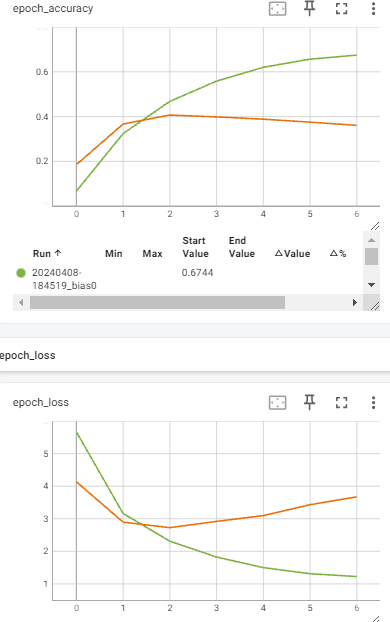 epoch_accuracy
0.6
0.4
0.2
0 1 2 3 4 5 6
Run ↑ Min Max Start Value End Value △Value △%
20240408-184519_bias0 0.6744
epoch_loss
epoch_loss
5
4
3
2
1
0 1 2 3 4 5 6